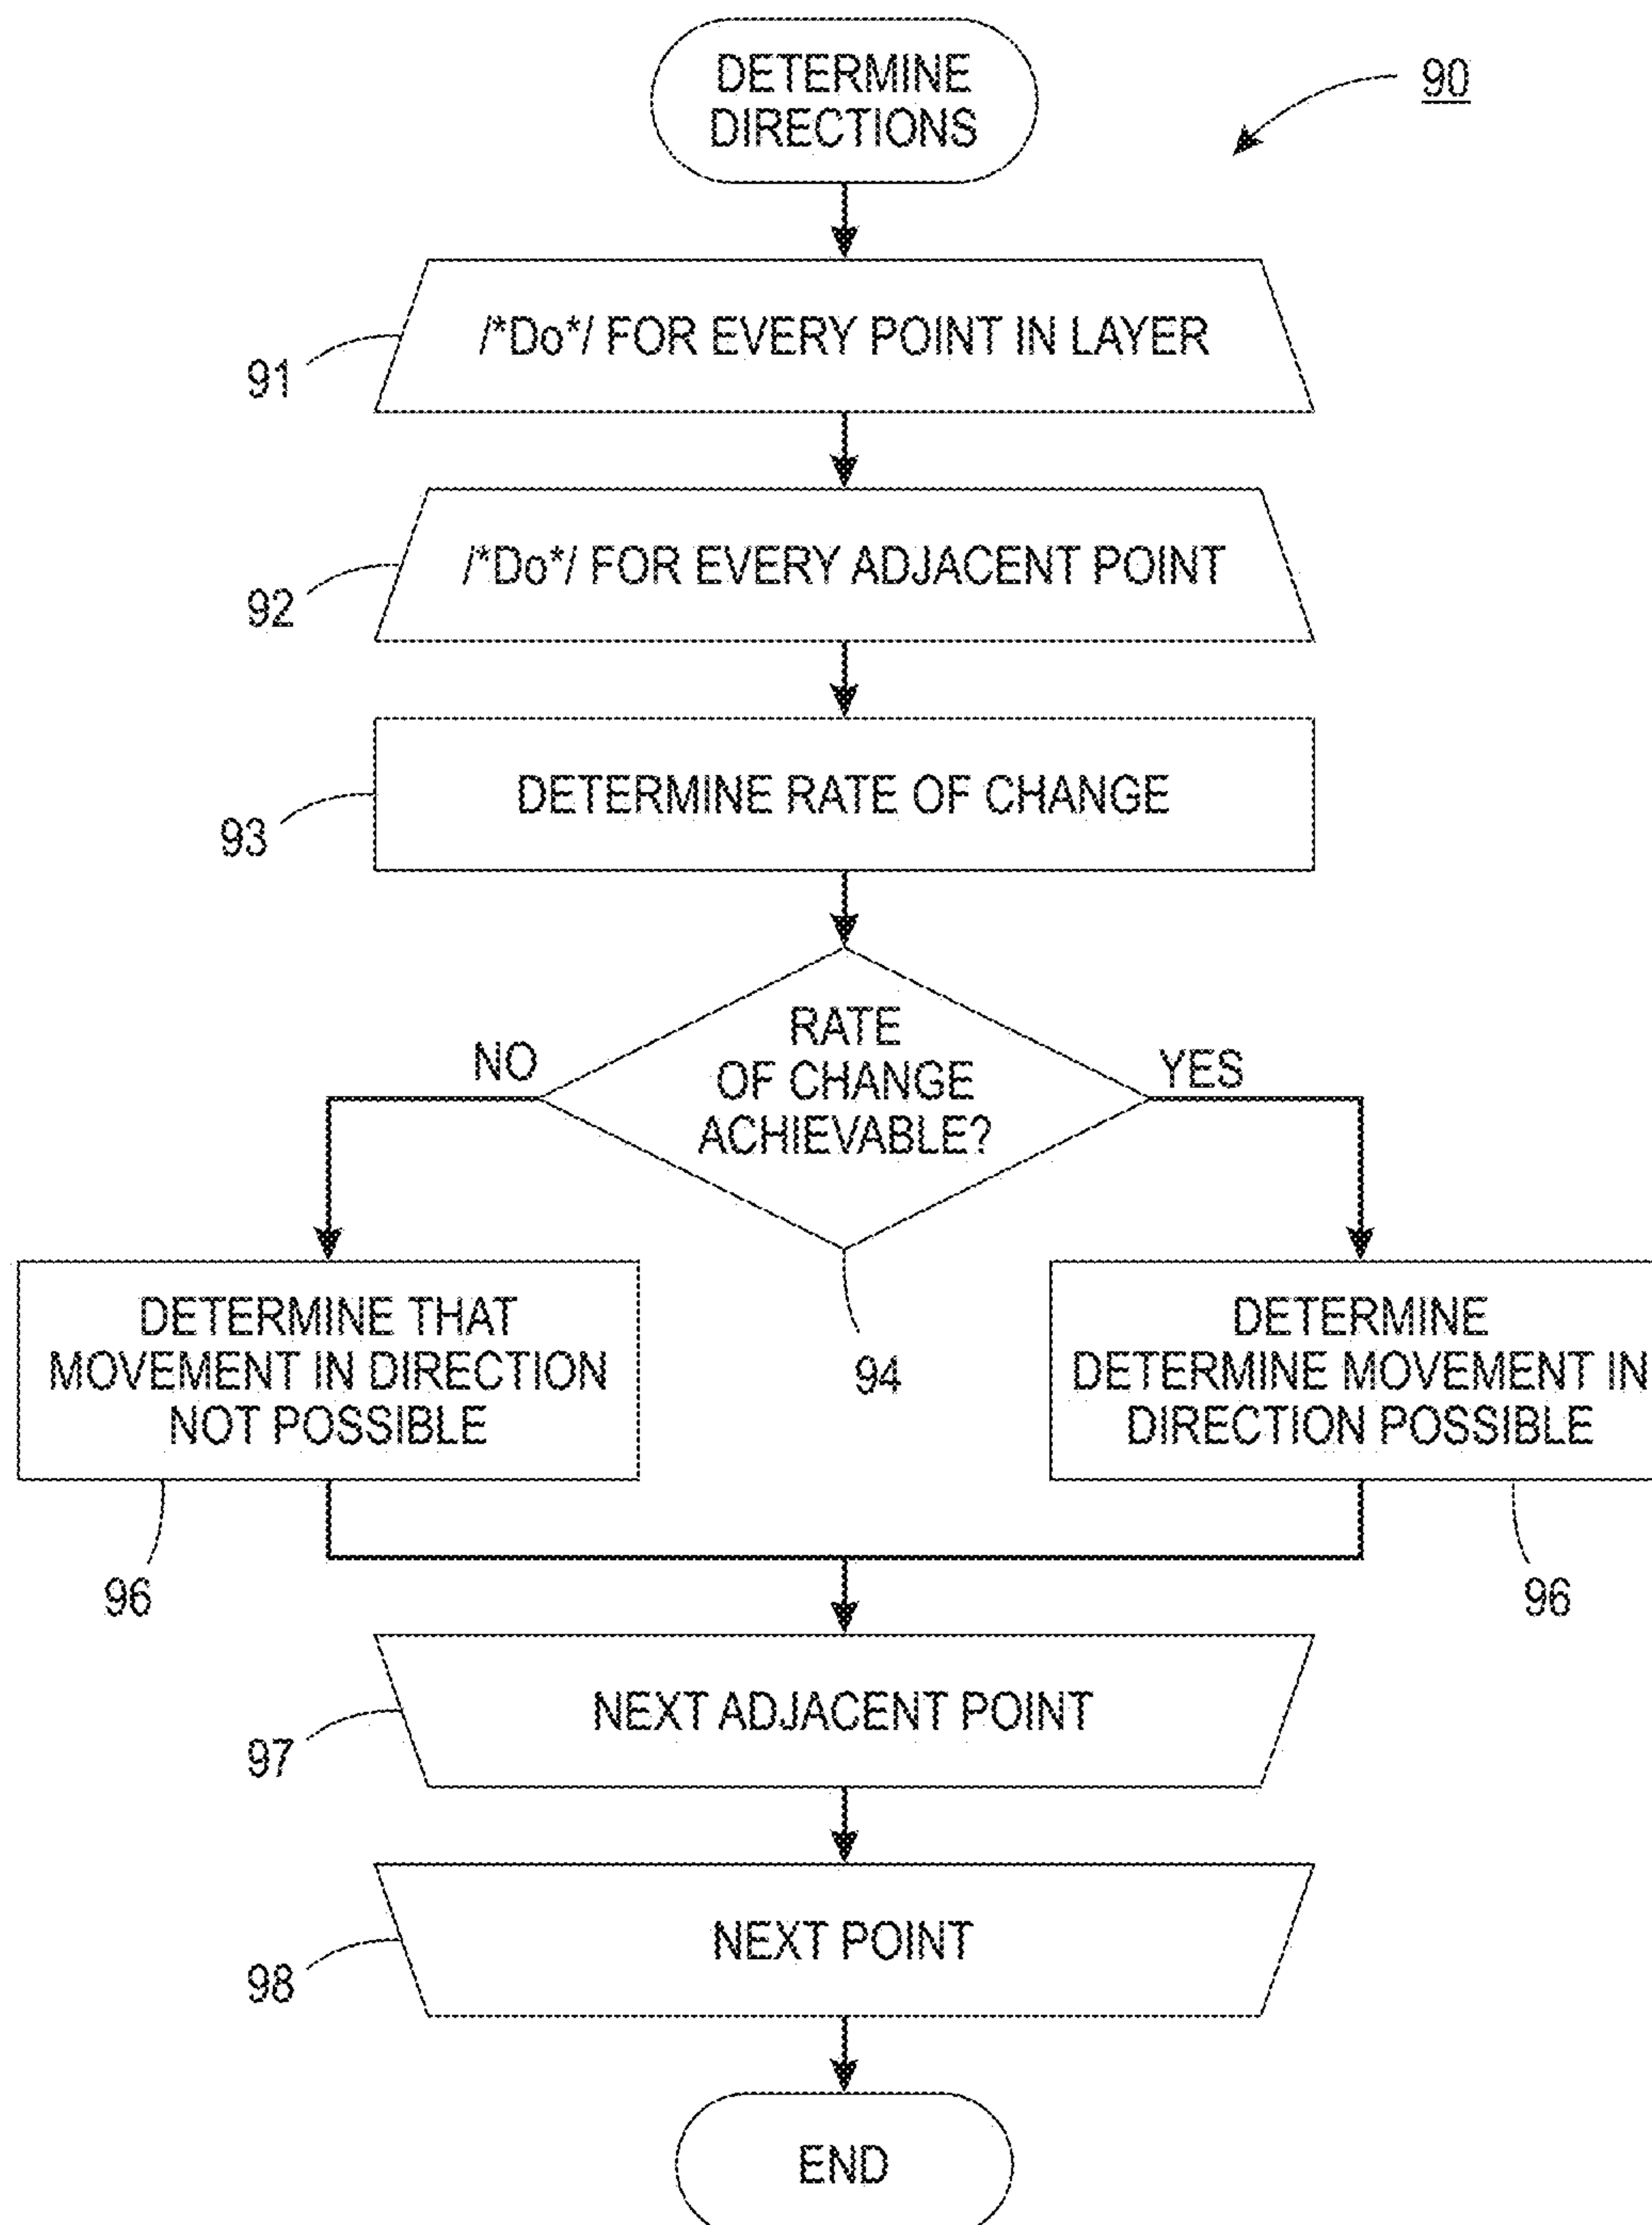 DETERMINE
DIRECTIONS
90
/*Do*/ FOR EVERY POINT IN LAYER
91
/*Do*/ FOR EVERY ADJACENT POINT
92
DETERMINE RATE OF CHANGE
93
RATE
OF CHANGE
ACHIEVABLE?
NO
YES
94
DETERMINE THAT
MOVEMENT IN DIRECTION
NOT POSSIBLE
96
DETERMINE
DETERMINE MOVEMENT IN
DIRECTION POSSIBLE
96
NEXT ADJACENT POINT
97
NEXT POINT
98
END